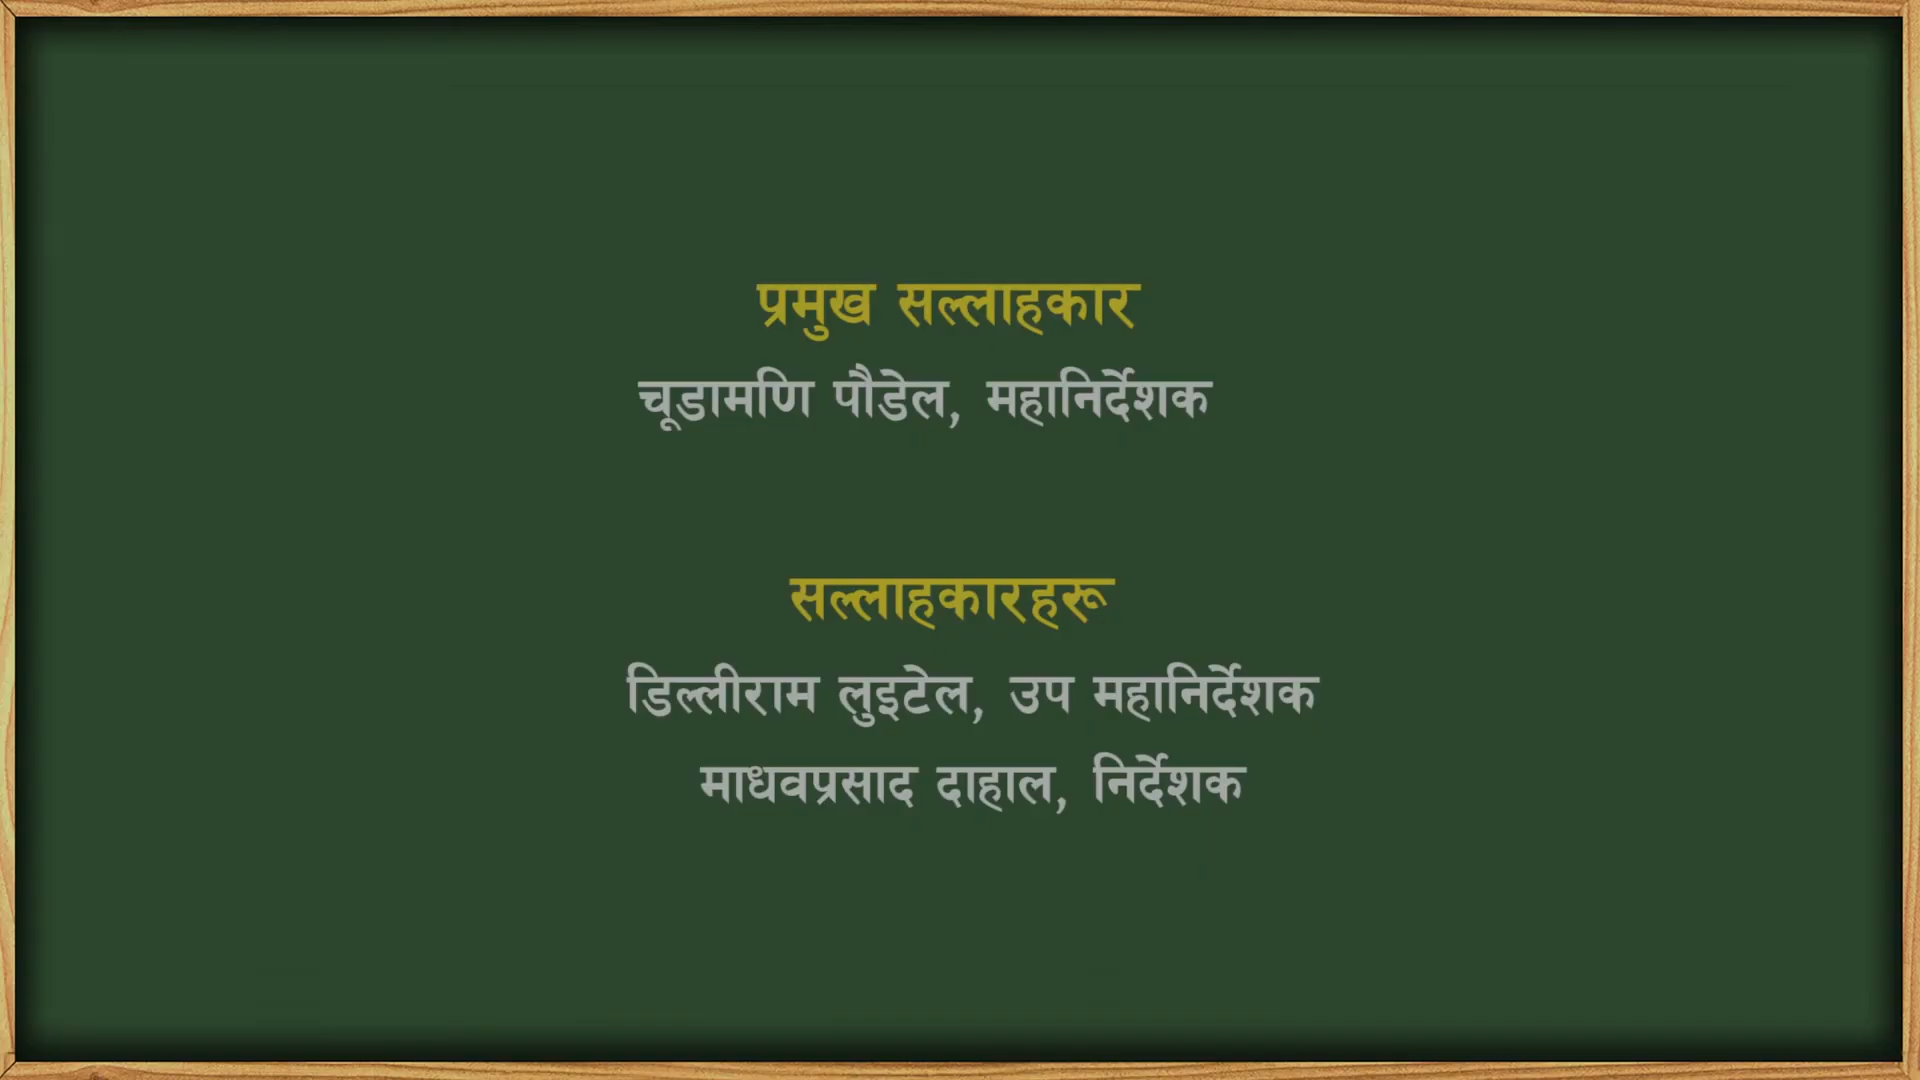 प्रमुख सल्लाहकार
चूडामणि पौडेल, महानिर्देशक
सल्लाहकारहरू
डिल्लीराम लुइटेल, उप महानिर्देशक
माधवप्रसाद दाहाल, निर्देशक